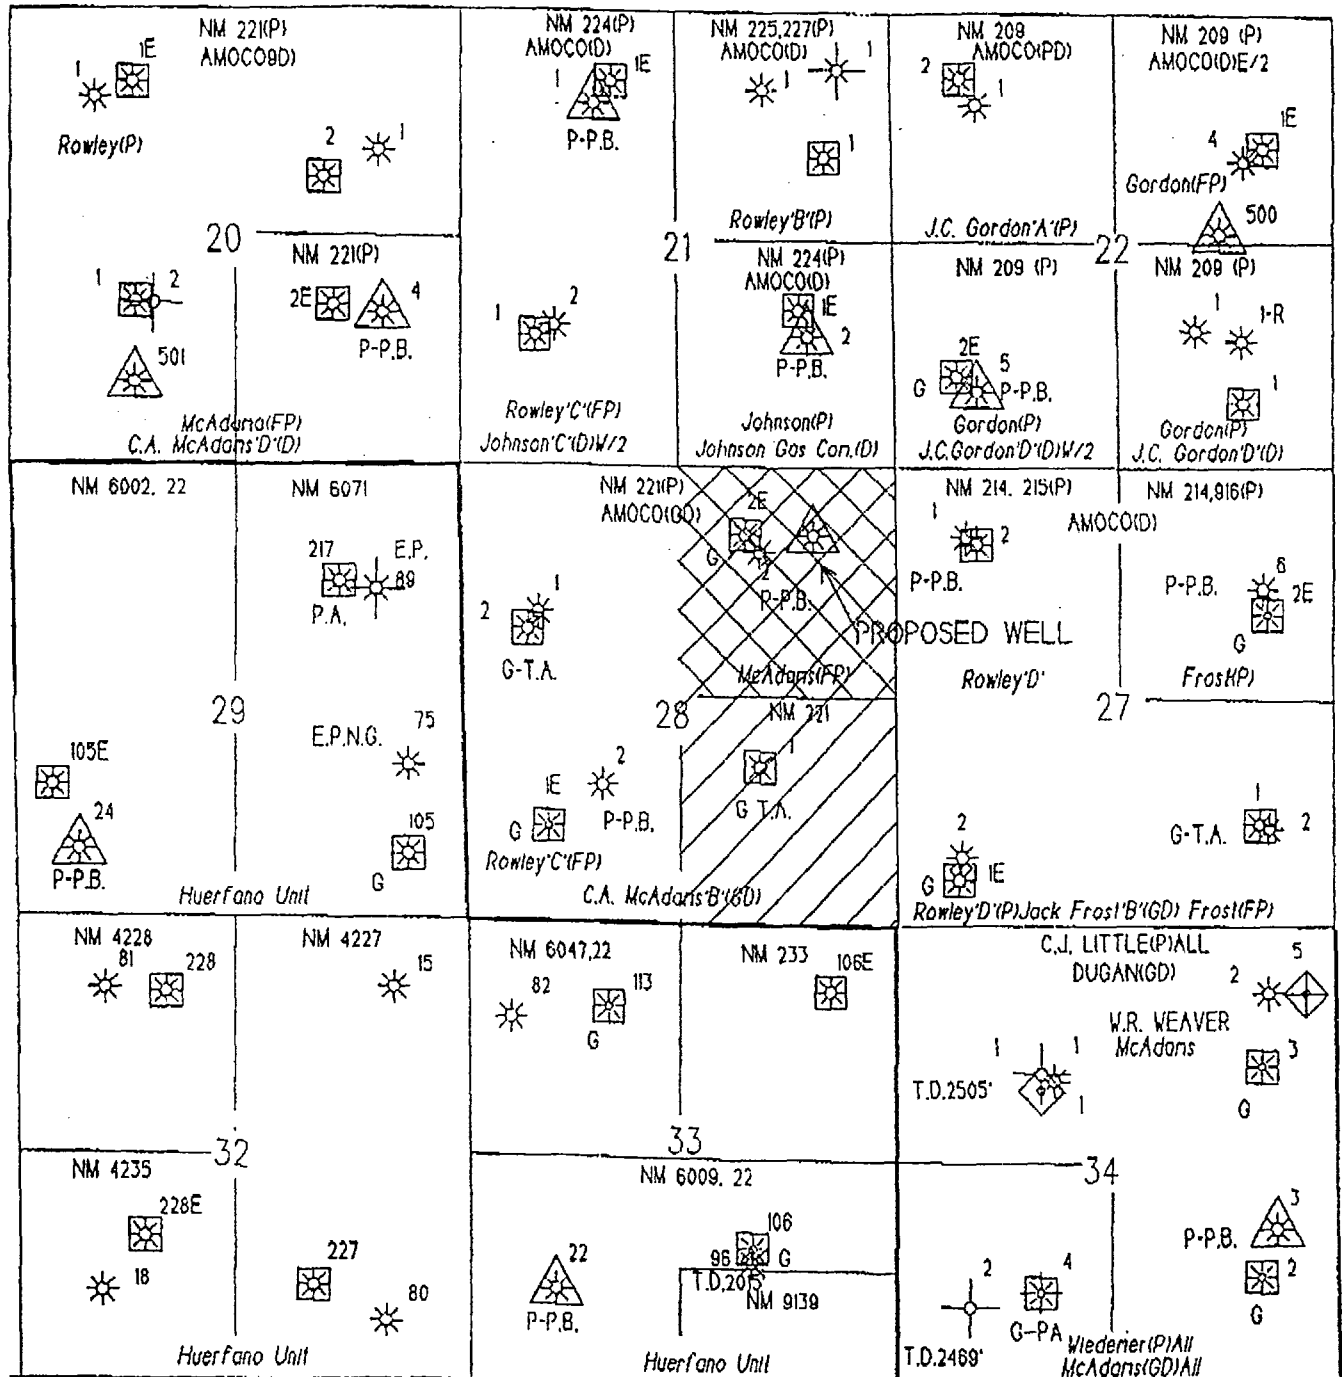 NM 221(P)
AMOCO9D)
1
1E
Rowley(P)
2
1
20
NM 221(P)
1
2
2E
4
P-P.B.
501
McAdama(FP)
C.A. McAdams'D'(D)
NM 224(P)
AMOCO(D)
1
1E
P-P.B.
21
1
2
Rowley'C'(FP)
Johnson'C'(D)W/2
NM 225,227(P)
AMOCO(D)
1
1
1
Rowley'B'(P)
NM 224(P)
AMOCO(D)
1E
2
P-P.B.
Johnson(P)
Johnson Gas Com.(D)
NM 209
AMOCO(PD)
2
1
J.C. Gordon'A'(P)
22
NM 209 (P)
AMOCO(D)E/2
4
1E
Gordon(FP)
500
NM 209 (P)
2E
5
G
P-P.B.
Gordon(P)
J.C.Gordon'D'(D)W/2
NM 209 (P)
1
1-R
1
Gordon(P)
J.C. Gordon'D'(D)
NM 6002, 22
NM 6071
217
E.P.
89
P.A.
29
E.P.N.G.
75
105E
24
P-P.B.
105
G
Huerfano Unit
NM 221(P)
AMOCO(GD)
2E
G
2
P-P.B.
1
PROPOSED WELL
1
2
G-T.A.
McAdams(FP)
28
NM 221
1
G T.A.
2
1E
G
P-P.B.
Rowley'C'(FP)
C.A. McAdams'B'(GD)
NM 214, 215(P)
NM 214,916(P)
AMOCO(D)
1
2
P-P.B.
P-P.B.
6
2E
G
Rowley'D'
Frost(P)
27
1
G-T.A.
2
2
G
1E
Rowley'D'(P)Jack Frost'B'(GD) Frost(FP)
NM 4228
NM 4227
81
228
15
32
NM 4235
228E
18
227
80
Huerfano Unit
NM 6047,22
NM 233
106E
82
113
G
33
NM 6009, 22
106
96
G
22
T.D.2015'
NM 9139
P-P.B.
Huerfano Unit
C.J. LITTLE(P)ALL
DUGAN(GD)
5
2
W.R. WEAVER
McAdams
1
1
3
T.D.2505'
1
G
34
3
P-P.B.
2
4
2
G-PA
G
T.D.2469'
Wiedemer(P)All
McAdams(GD)All